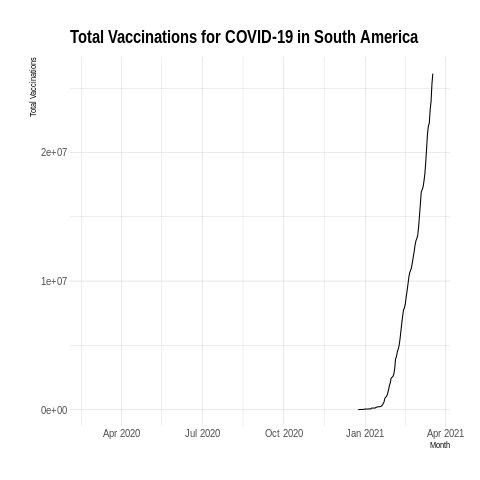 Total Vaccinations for COVID-19 in South America
Total Vaccinations
2e+07
1e+07
0e+00
Apr 2020 Jul 2020 Oct 2020 Jan 2021 Apr 2021
Month